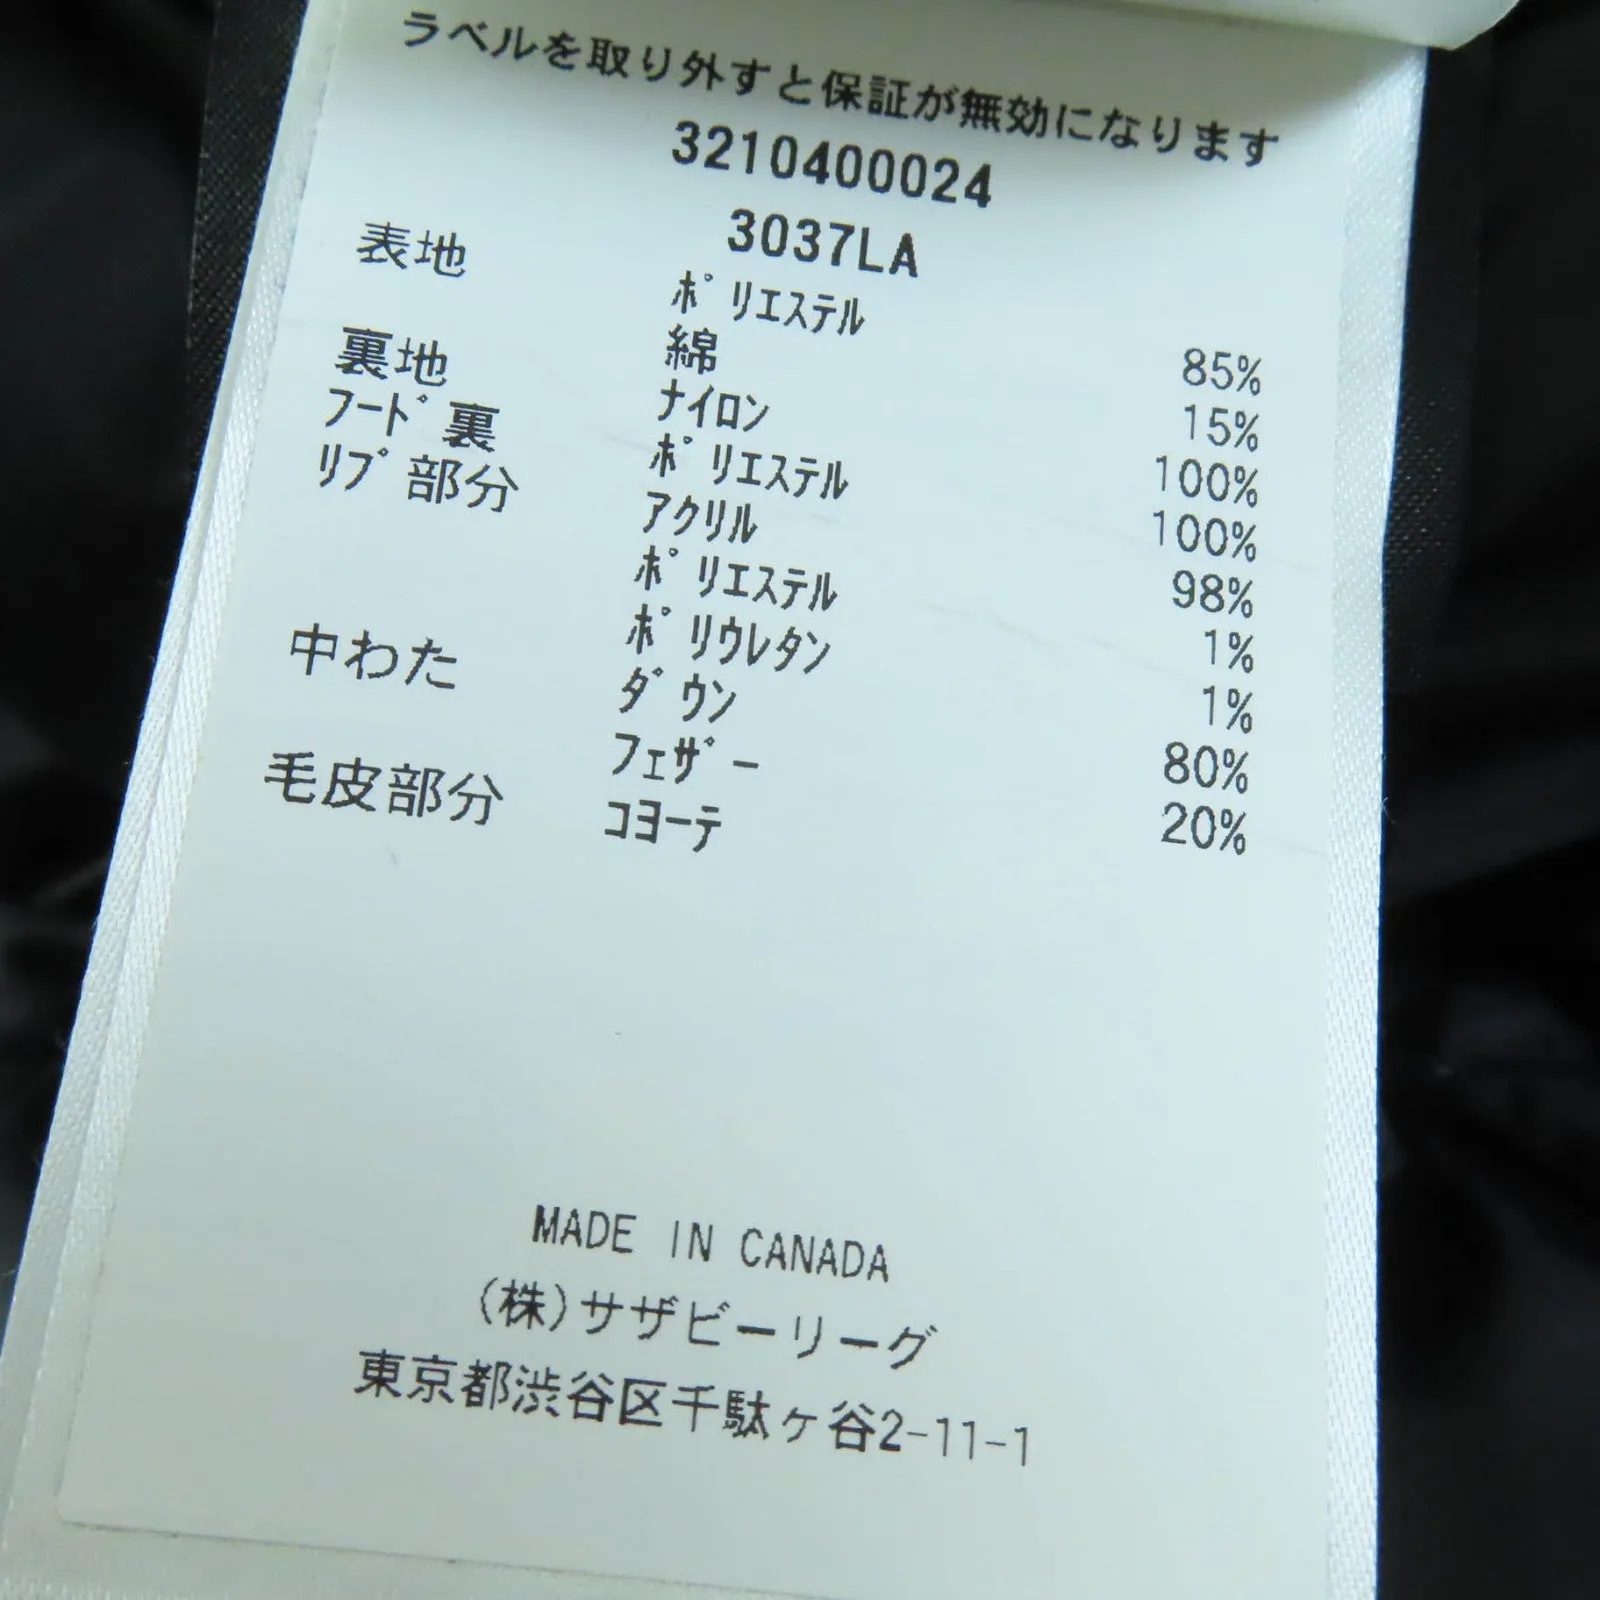 ラベルを取り外すと保証が無効になります
3210400024
3037LA
表地 ポリエステル 85%
綿 15%
裏地 ナイロン 100%
フード裏 ポリエステル 100%
リブ部分 アクリル 98%
ポリエステル 1%
ポリウレタン 1%
中わた ダウン 80%
フェザー 20%
毛皮部分 コヨーテ
MADE IN CANADA
(株)サザビーリーグ
東京都渋谷区千駄ヶ谷2-11-1